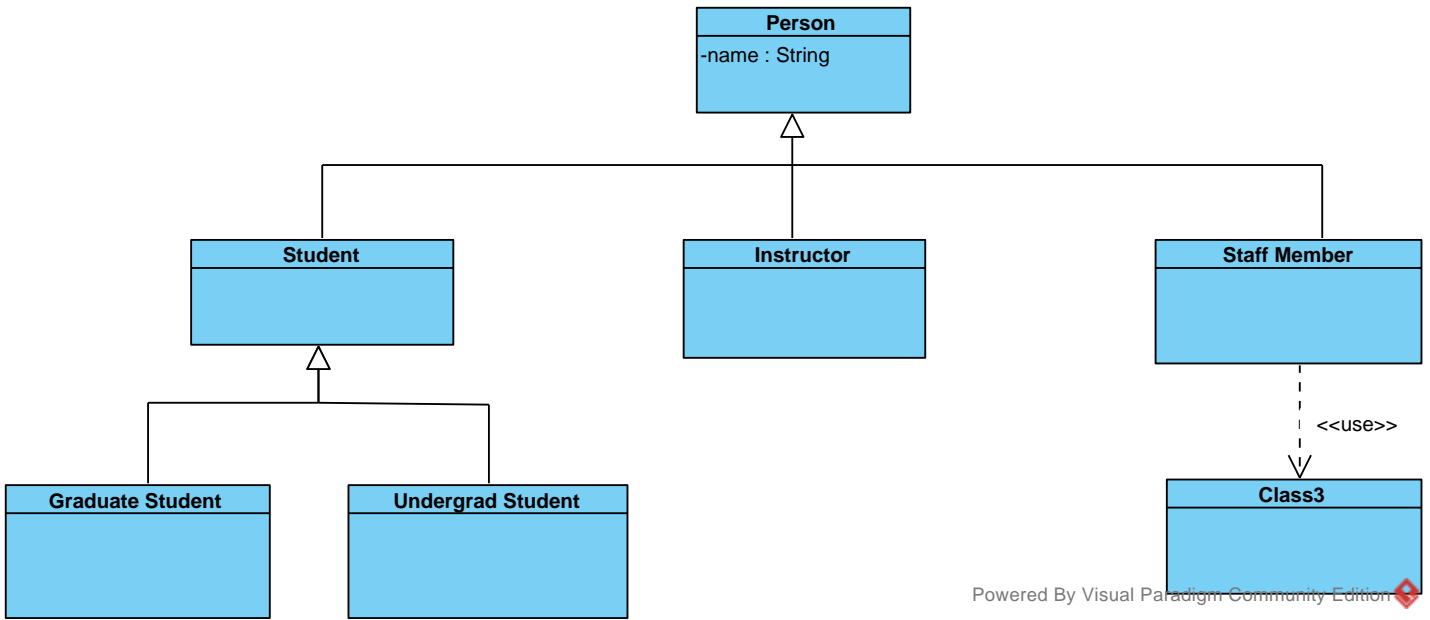 Person
-name : String
Student
Instructor
Staff Member
<<use>>
Graduate Student
Undergrad Student
Class3
Powered By Visual Paradigm Community Edition